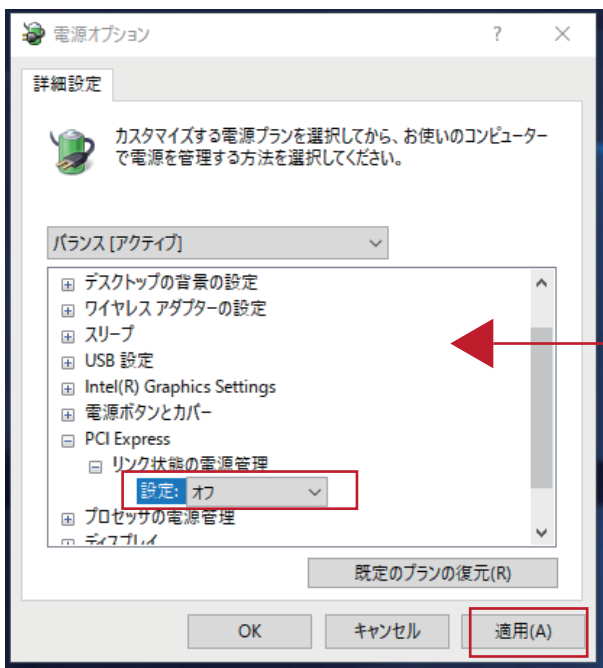 電源オプション
詳細設定
カスタマイズする電源プランを選択してから、お使いのコンピューター
で電源を管理する方法を選択してください。
バランス [アクティブ]
デスクトップの背景の設定
ワイヤレス アダプターの設定
スリープ
USB 設定
Intel(R) Graphics Settings
電源ボタンとカバー
PCI Express
リンク状態の電源管理
設定: オフ
プロセッサの電源管理
ディスプレイ
既定のプランの復元(R)
OK キャンセル 適用(A)